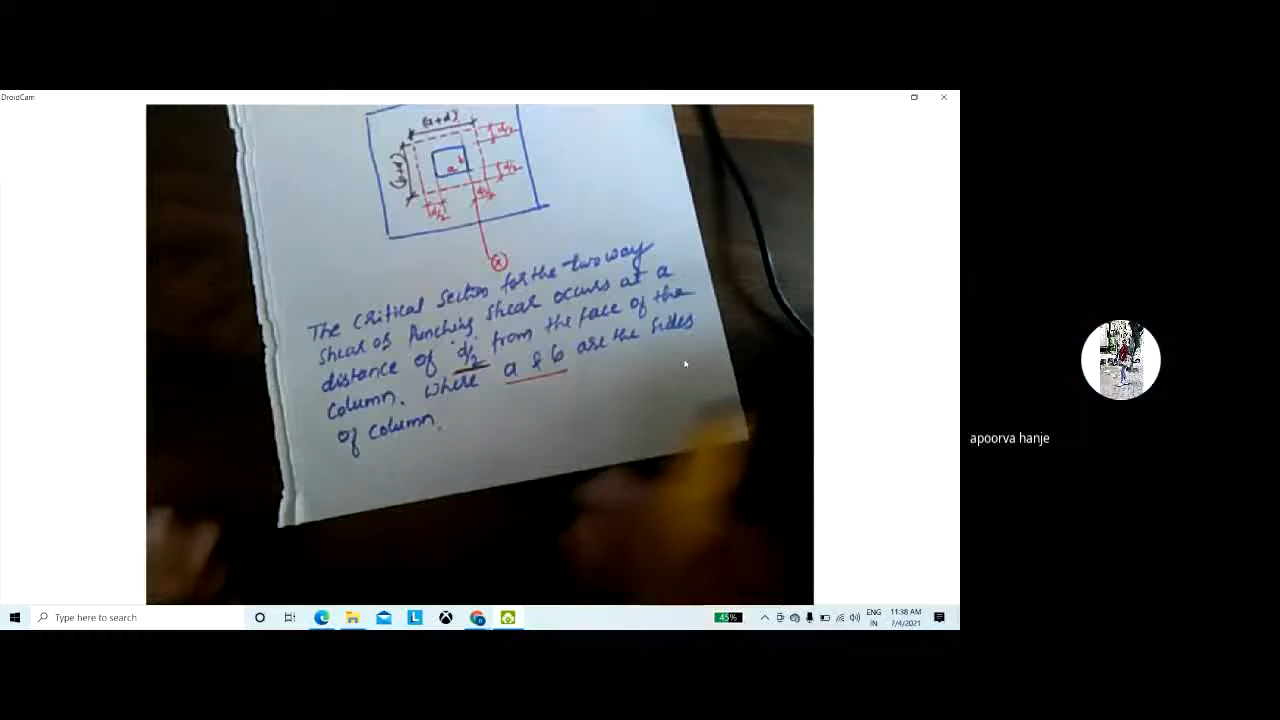 DroidCam
(a+d)
d/2
(b+d)
b
a
d/2
d/2
d/2
x
The critical section for the two way
shear or Punching shear occurs at a
distance of 'd/2' from the face of the
column. where a & b are the sides
of column.
apoorva hanje
Type here to search
45%
ENG
IN
11:38 AM
7/4/2021